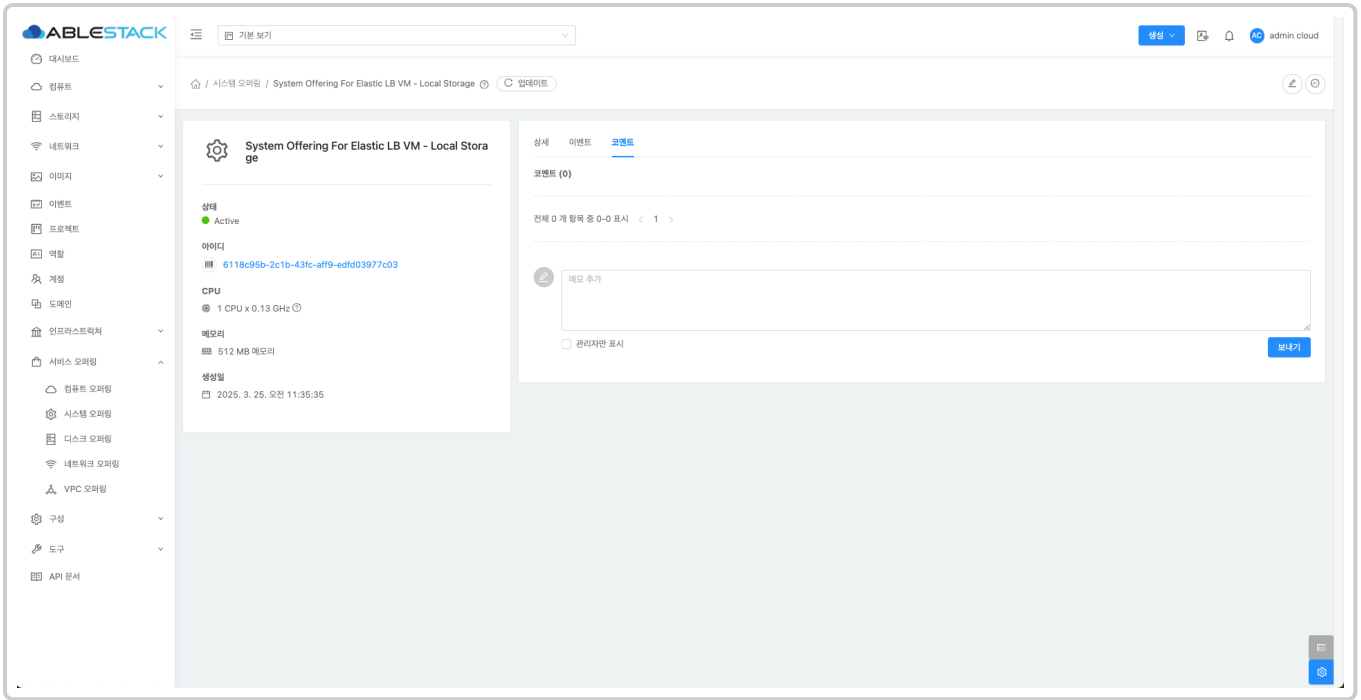 ABLESTACK
기본 보기
생성
AC admin cloud
대시보드
컴퓨트
스토리지
네트워크
이미지
이벤트
프로젝트
역할
계정
도메인
인프라스트럭쳐
서비스 오퍼링
컴퓨트 오퍼링
시스템 오퍼링
디스크 오퍼링
네트워크 오퍼링
VPC 오퍼링
구성
도구
API 문서
/ 시스템 오퍼링 / System Offering For Elastic LB VM - Local Storage 업데이트
System Offering For Elastic LB VM - Local Stora
ge
상태
Active
아이디
6118c95b-2c1b-43fc-aff9-edfd03977c03
CPU
1 CPU x 0.13 GHz
메모리
512 MB 메모리
생성일
2025. 3. 25. 오전 11:35:35
상세 이벤트 코멘트
코멘트 (0)
전체 0 개 항목 중 0-0 표시 < 1 >
메모 추가
관리자만 표시
보내기